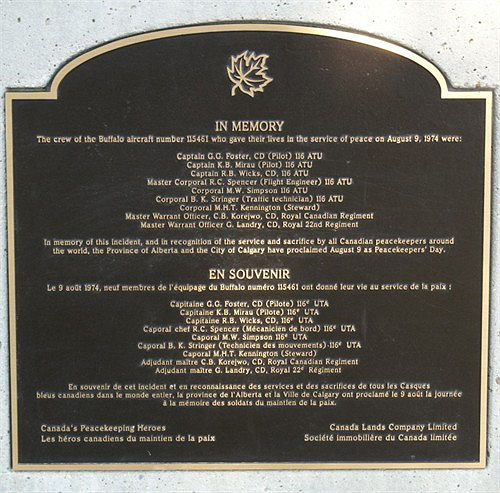 IN MEMORY
The crew of the Buffalo aircraft number 115461 who gave their lives in the service of peace on August 9, 1974 were:
Captain G.G. Foster, CD (Pilot) 116 ATU
Captain K.B. Mirau (Pilot) 116 ATU
Captain R.B. Wicks, CD, 116 ATU
Master Corporal R.C. Spencer (Flight Engineer) 116 ATU
Corporal M.W. Simpson 116 ATU
Corporal B. K. Stringer (Traffic technician) 116 ATU
Corporal M.H.T. Kennington (Steward)
Master Warrant Officer, C.B. Korejwo, CD, Royal Canadian Regiment
Master Warrant Officer G. Landry, CD, Royal 22nd Regiment
In memory of this incident, and in recognition of the service and sacrifice by all Canadian peacekeepers around
the world, the Province of Alberta and the City of Calgary have proclaimed August 9 as Peacekeepers' Day.
EN SOUVENIR
Le 9 août 1974, neuf membres de l'équipage du Buffalo numéro 115461 ont donné leur vie au service de la paix :
Capitaine G.G. Foster, CD (Pilote) 116e UTA
Capitaine K.B. Mirau (Pilote) 116e UTA
Capitaine R.B. Wicks, CD, 116e UTA
Caporal chef R.C. Spencer (Mécanicien de bord) 116e UTA
Caporal M.W. Simpson 116e UTA
Caporal B. K. Stringer (Technicien des mouvements)-116e UTA
Caporal M.H.T. Kennington (Steward)
Adjudant maître C.B. Korejwo, CD, Royal Canadian Regiment
Adjudant maître G. Landry, CD, Royal 22e Régiment
En souvenir de cet incident et en reconnaissance des services et des sacrifices de tous les Casques
bleus canadiens dans le monde entier, la province de l'Alberta et la Ville de Calgary ont proclamé le 9 août la journée
à la mémoire des soldats du maintien de la paix.
Canada's Peacekeeping Heroes
Les héros canadiens du maintien de la paix
Canada Lands Company Limited
Société immobilière du Canada limitée